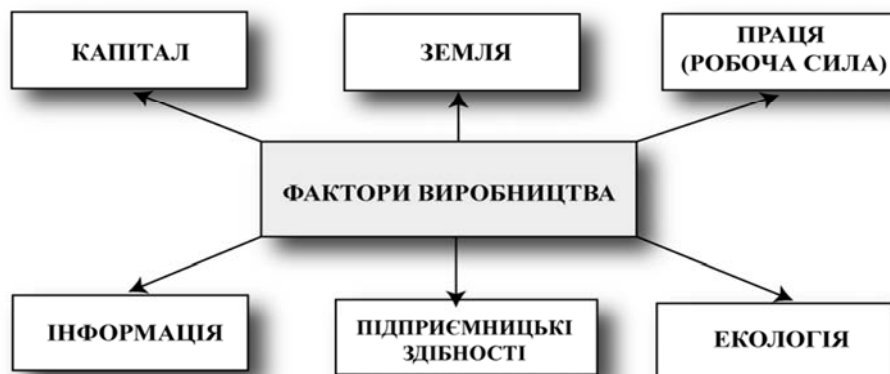 КАПІТАЛ
ЗЕМЛЯ
ПРАЦЯ
(РОБОЧА СИЛА)
ФАКТОРИ ВИРОБНИЦТВА
ІНФОРМАЦІЯ
ПІДПРИЄМНИЦЬКІ
ЗДІБНОСТІ
ЕКОЛОГІЯ